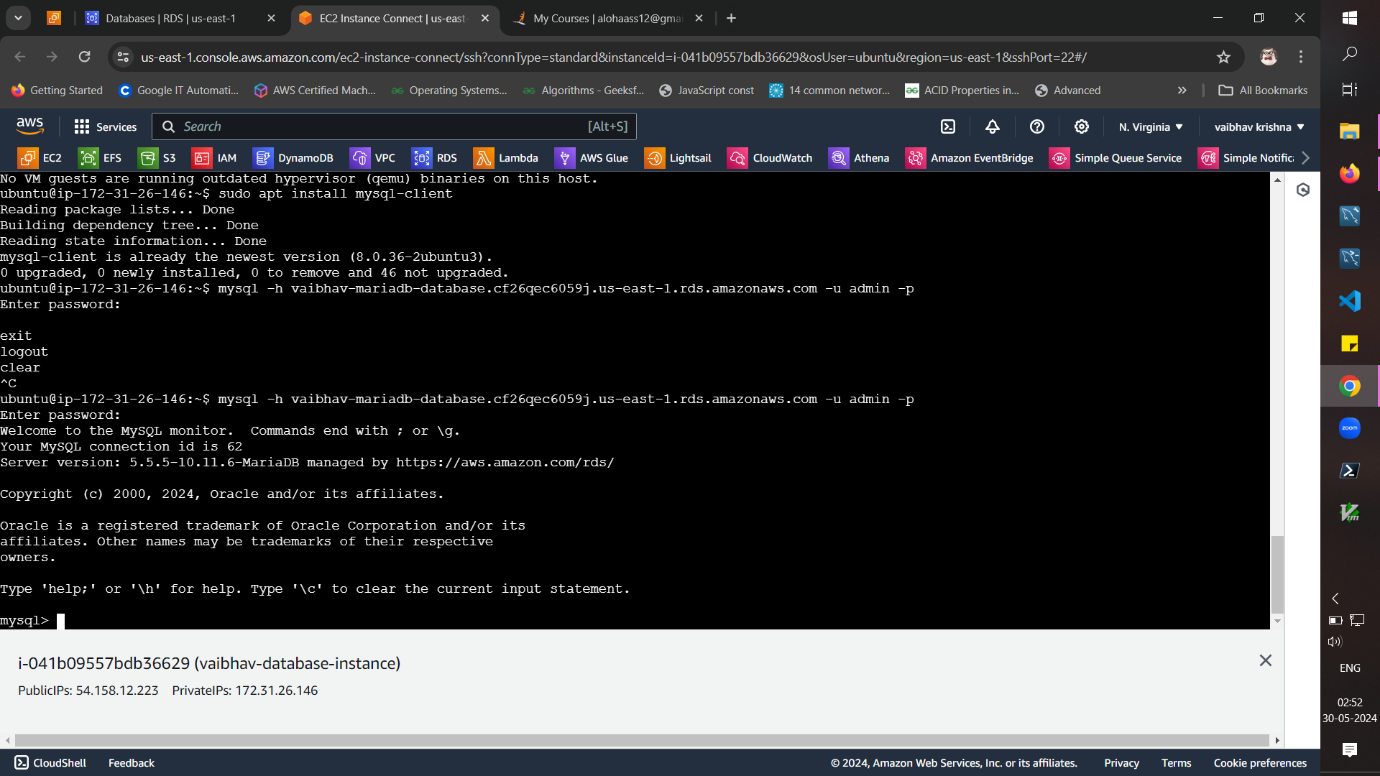 Databases | RDS | us-east-1
EC2 Instance Connect | us-east-
My Courses | alohaass12@gma
us-east-1.console.aws.amazon.com/ec2-instance-connect/ssh?connType=standard&instanceId=i-041b09557bdb36629&osUser=ubuntu&region=us-east-1&sshPort=22#/
Getting Started
Google IT Automati...
AWS Certified Mach...
Operating Systems...
Algorithms - Geeksf...
JavaScript const
14 common networ...
ACID Properties in...
Advanced
All Bookmarks
aws
Services
Search
[Alt+S]
N. Virginia
vaibhav krishna
EC2
EFS
S3
IAM
DynamoDB
VPC
RDS
Lambda
AWS Glue
Lightsail
CloudWatch
Athena
Amazon EventBridge
Simple Queue Service
Simple Notific
No VM guests are running outdated hypervisor (qemu) binaries on this host.
ubuntu@ip-172-31-26-146:~$ sudo apt install mysql-client
Reading package lists... Done
Building dependency tree... Done
Reading state information... Done
mysql-client is already the newest version (8.0.36-2ubuntu3).
0 upgraded, 0 newly installed, 0 to remove and 46 not upgraded.
ubuntu@ip-172-31-26-146:~$ mysql -h vaibhav-mariadb-database.cf26qec6059j.us-east-1.rds.amazonaws.com -u admin -p
Enter password:
exit
logout
clear
^C
ubuntu@ip-172-31-26-146:~$ mysql -h vaibhav-mariadb-database.cf26qec6059j.us-east-1.rds.amazonaws.com -u admin -p
Enter password:
Welcome to the MySQL monitor.  Commands end with ; or \g.
Your MySQL connection id is 62
Server version: 5.5.5-10.11.6-MariaDB managed by https://aws.amazon.com/rds/
Copyright (c) 2000, 2024, Oracle and/or its affiliates.
Oracle is a registered trademark of Oracle Corporation and/or its
affiliates. Other names may be trademarks of their respective
owners.
Type 'help;' or '\h' for help. Type '\c' to clear the current input statement.
mysql>
i-041b09557bdb36629 (vaibhav-database-instance)
PublicIPs: 54.158.12.223 PrivateIPs: 172.31.26.146
CloudShell
Feedback
© 2024, Amazon Web Services, Inc. or its affiliates.
Privacy
Terms
Cookie preferences
zoom
ENG
02:52
30-05-2024